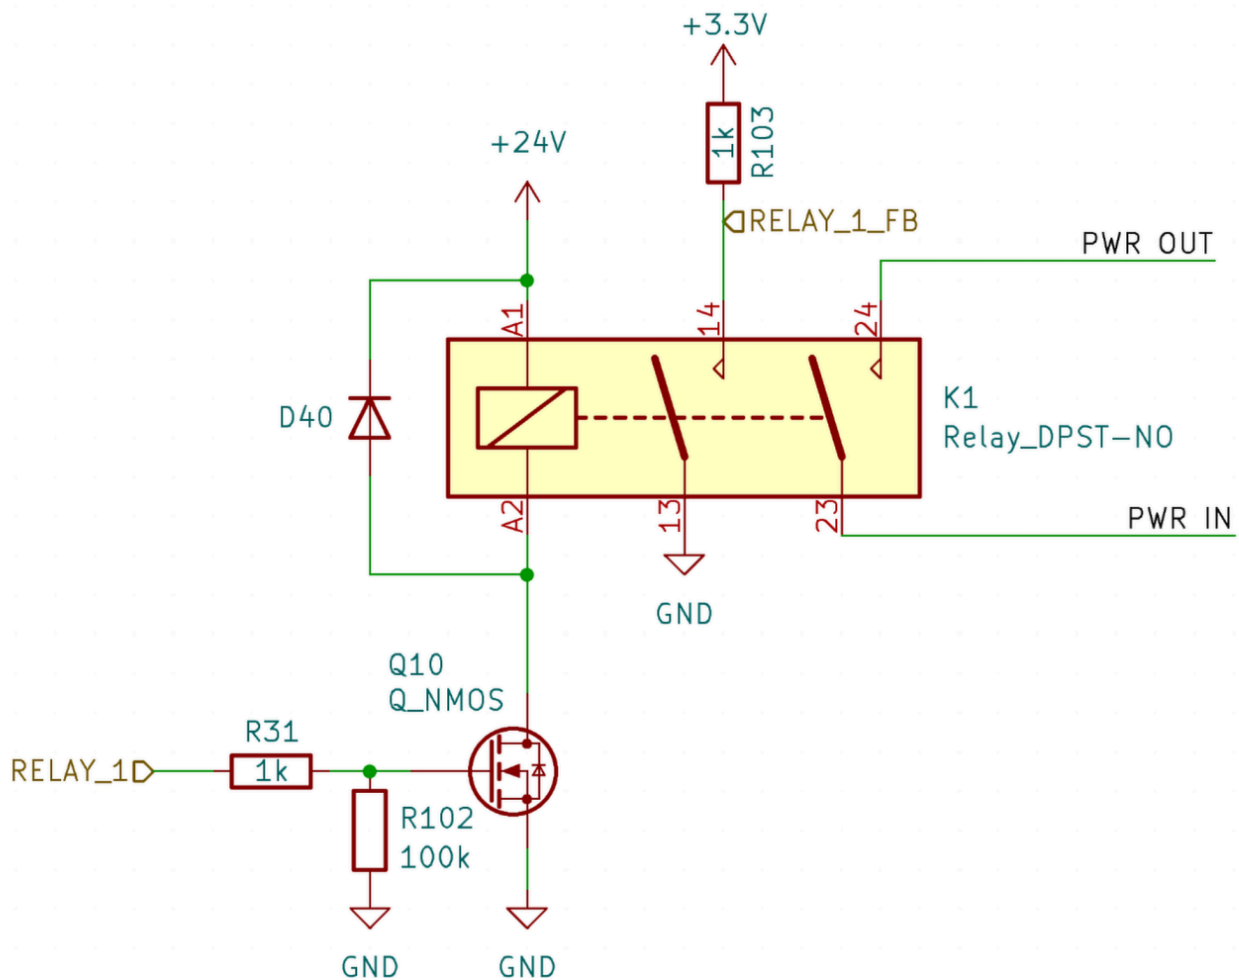 +3.3V
1k
R103
+24V
RELAY_1_FB
PWR OUT
A1
14
24
D40
K1
Relay_DPST-NO
A2
13
23
PWR IN
GND
Q10
Q_NMOS
R31
RELAY_1
1k
R102
100k
GND
GND